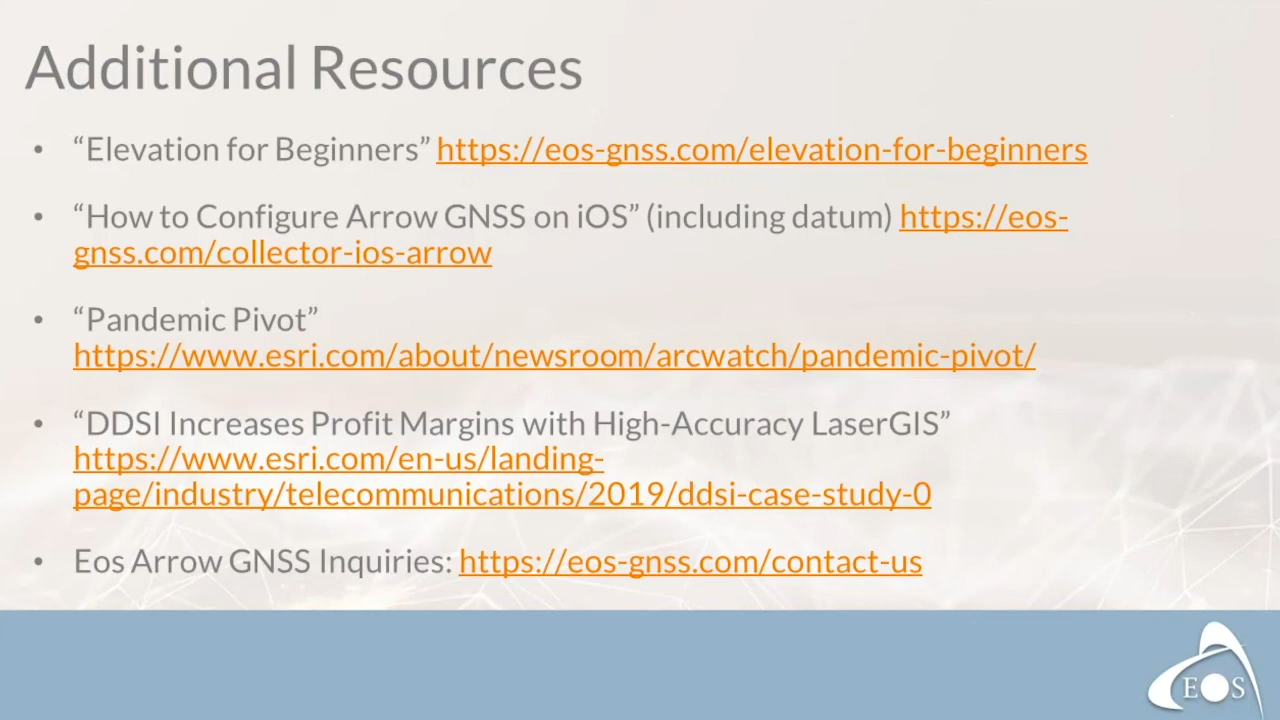 Additional Resources
• “Elevation for Beginners” https://eos-gnss.com/elevation-for-beginners
• “How to Configure Arrow GNSS on iOS” (including datum) https://eos-
gnss.com/collector-ios-arrow
• “Pandemic Pivot”
https://www.esri.com/about/newsroom/arcwatch/pandemic-pivot/
• “DDSI Increases Profit Margins with High-Accuracy LaserGIS”
https://www.esri.com/en-us/landing-
page/industry/telecommunications/2019/ddsi-case-study-0
• Eos Arrow GNSS Inquiries: https://eos-gnss.com/contact-us
EOS